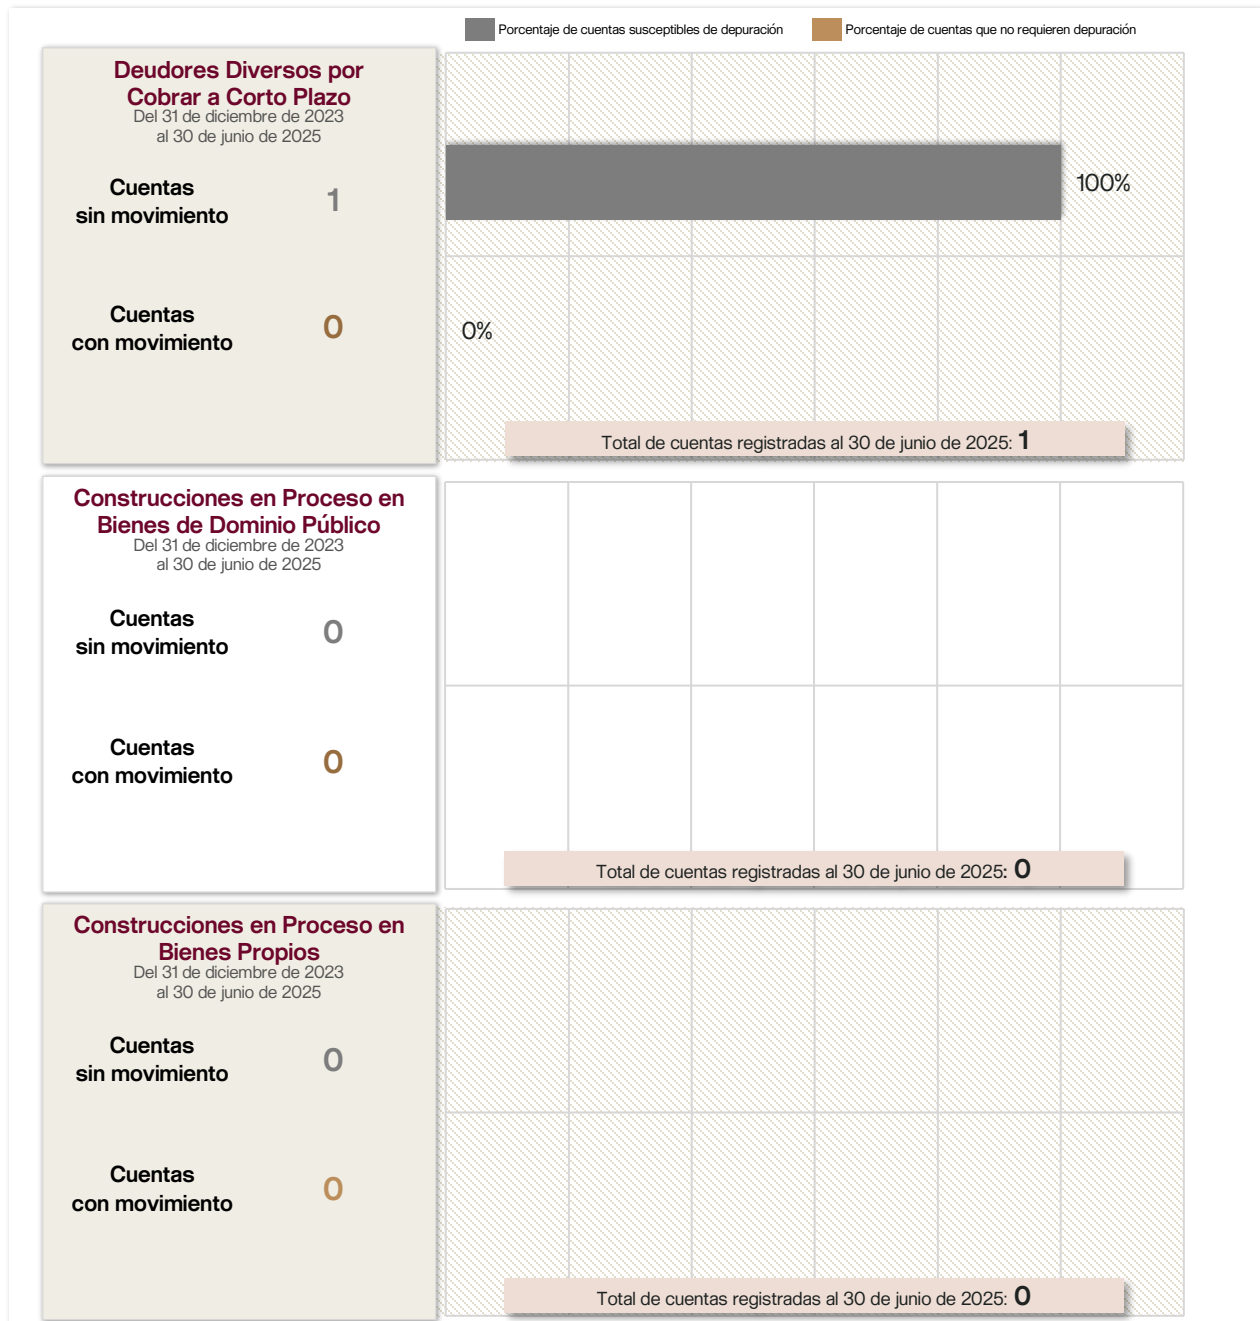 Porcentaje de cuentas susceptibles de depuración
Porcentaje de cuentas que no requieren depuración
Deudores Diversos por
Cobrar a Corto Plazo
Del 31 de diciembre de 2023
al 30 de junio de 2025
Cuentas
sin movimiento
1
100%
Cuentas
con movimiento
0
0%
Total de cuentas registradas al 30 de junio de 2025: 1
Construcciones en Proceso en
Bienes de Dominio Público
Del 31 de diciembre de 2023
al 30 de junio de 2025
Cuentas
sin movimiento
0
Cuentas
con movimiento
0
Total de cuentas registradas al 30 de junio de 2025: 0
Construcciones en Proceso en
Bienes Propios
Del 31 de diciembre de 2023
al 30 de junio de 2025
Cuentas
sin movimiento
0
Cuentas
con movimiento
0
Total de cuentas registradas al 30 de junio de 2025: 0